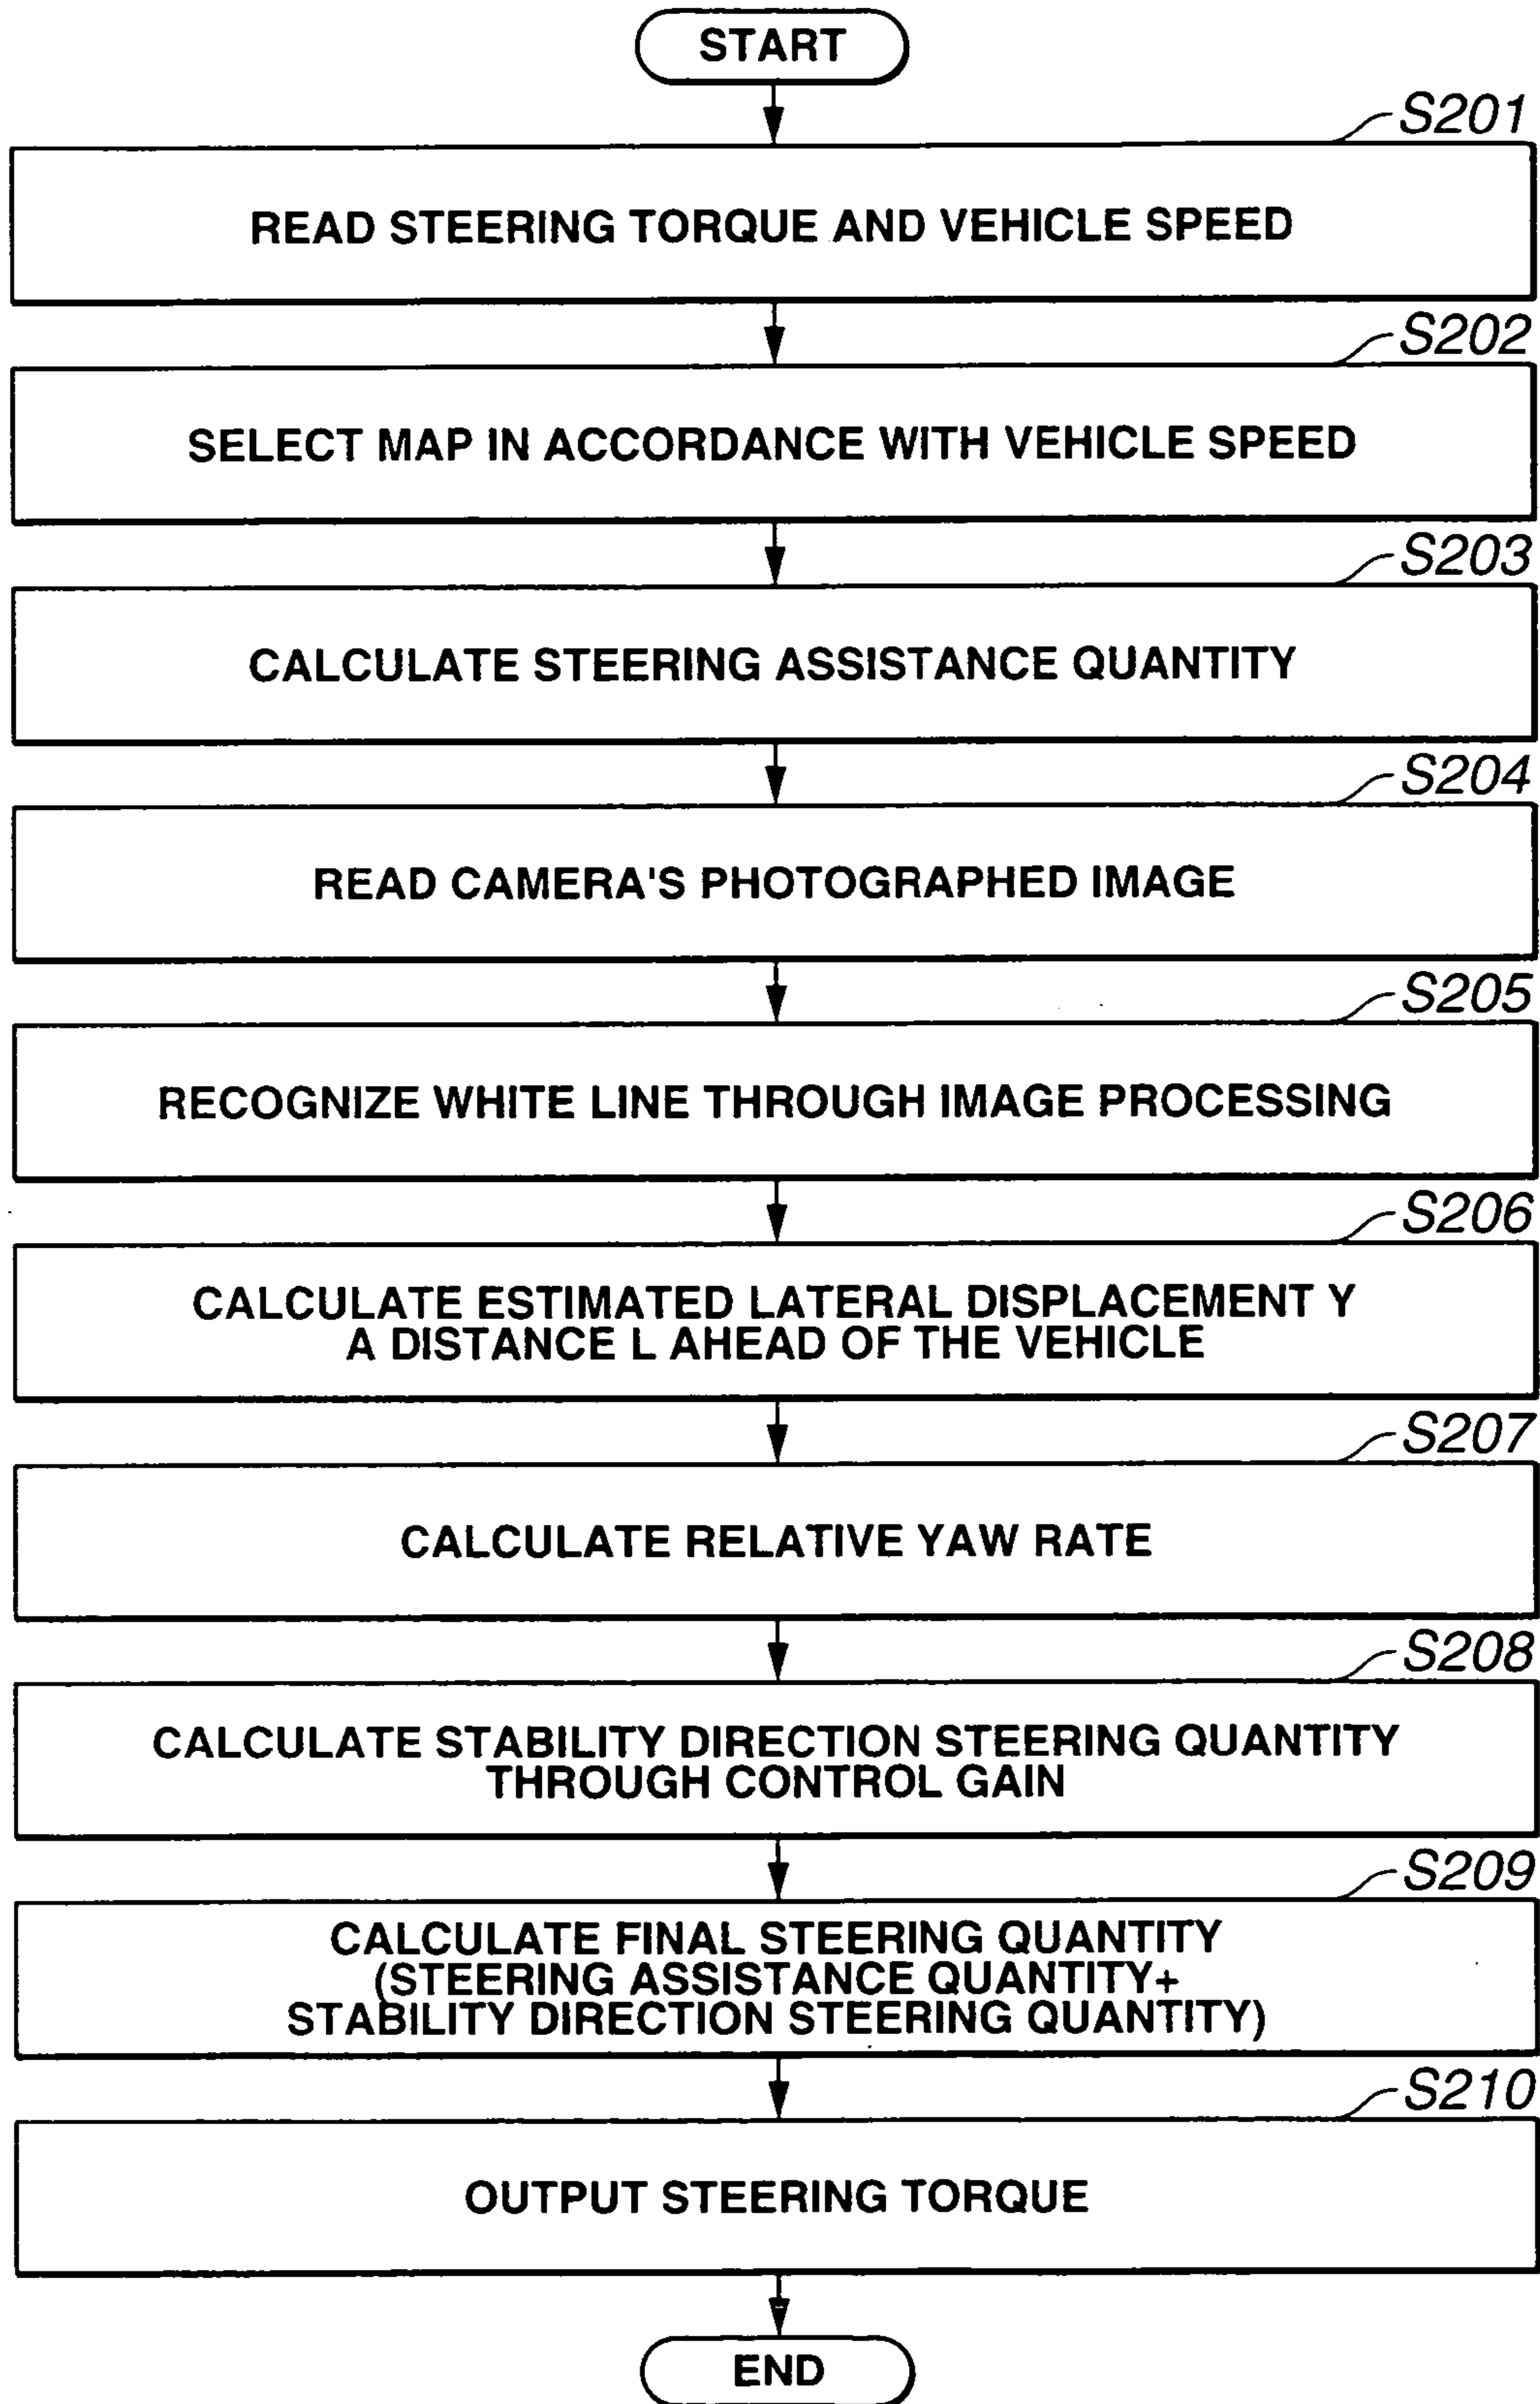 START
S201
READ STEERING TORQUE AND VEHICLE SPEED
S202
SELECT MAP IN ACCORDANCE WITH VEHICLE SPEED
S203
CALCULATE STEERING ASSISTANCE QUANTITY
S204
READ CAMERA'S PHOTOGRAPHED IMAGE
S205
RECOGNIZE WHITE LINE THROUGH IMAGE PROCESSING
S206
CALCULATE ESTIMATED LATERAL DISPLACEMENT Y
A DISTANCE L AHEAD OF THE VEHICLE
S207
CALCULATE RELATIVE YAW RATE
S208
CALCULATE STABILITY DIRECTION STEERING QUANTITY
THROUGH CONTROL GAIN
S209
CALCULATE FINAL STEERING QUANTITY
(STEERING ASSISTANCE QUANTITY+
STABILITY DIRECTION STEERING QUANTITY)
S210
OUTPUT STEERING TORQUE
END